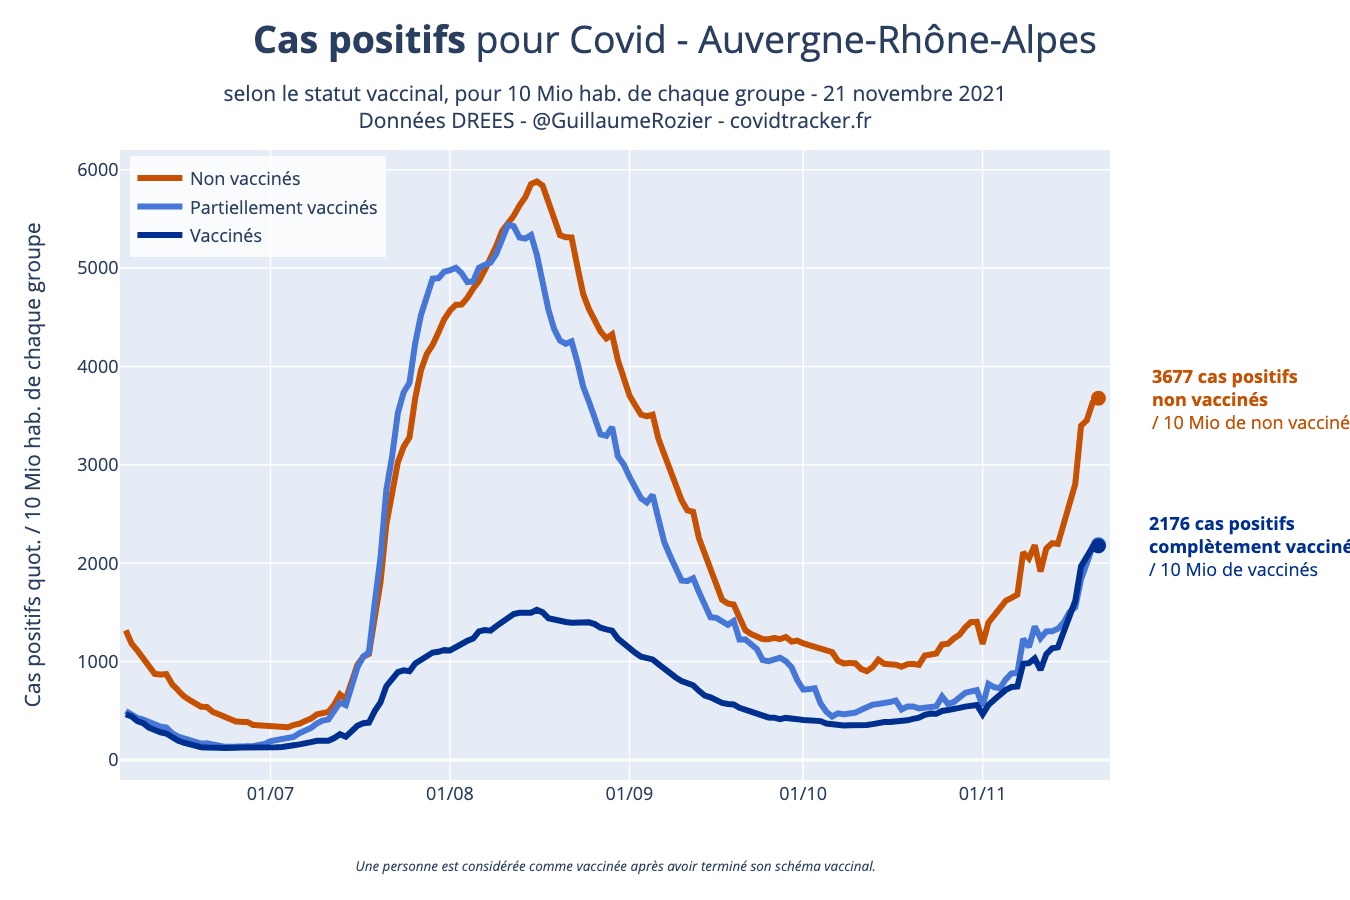 Cas positifs pour Covid - Auvergne-Rhône-Alpes
selon le statut vaccinal, pour 10 Mio hab. de chaque groupe - 21 novembre 2021
Données DREES - @GuillaumeRozier - covidtracker.fr
Cas positifs quot. / 10 Mio hab. de chaque groupe
6000
5000
4000
3000
2000
1000
0
Non vaccinés
Partiellement vaccinés
Vaccinés
3677 cas positifs
non vaccinés
/ 10 Mio de non vacciné
2176 cas positifs
complètement vacciné
/ 10 Mio de vaccinés
01/07
01/08
01/09
01/10
01/11
Une personne est considérée comme vaccinée après avoir terminé son schéma vaccinal.